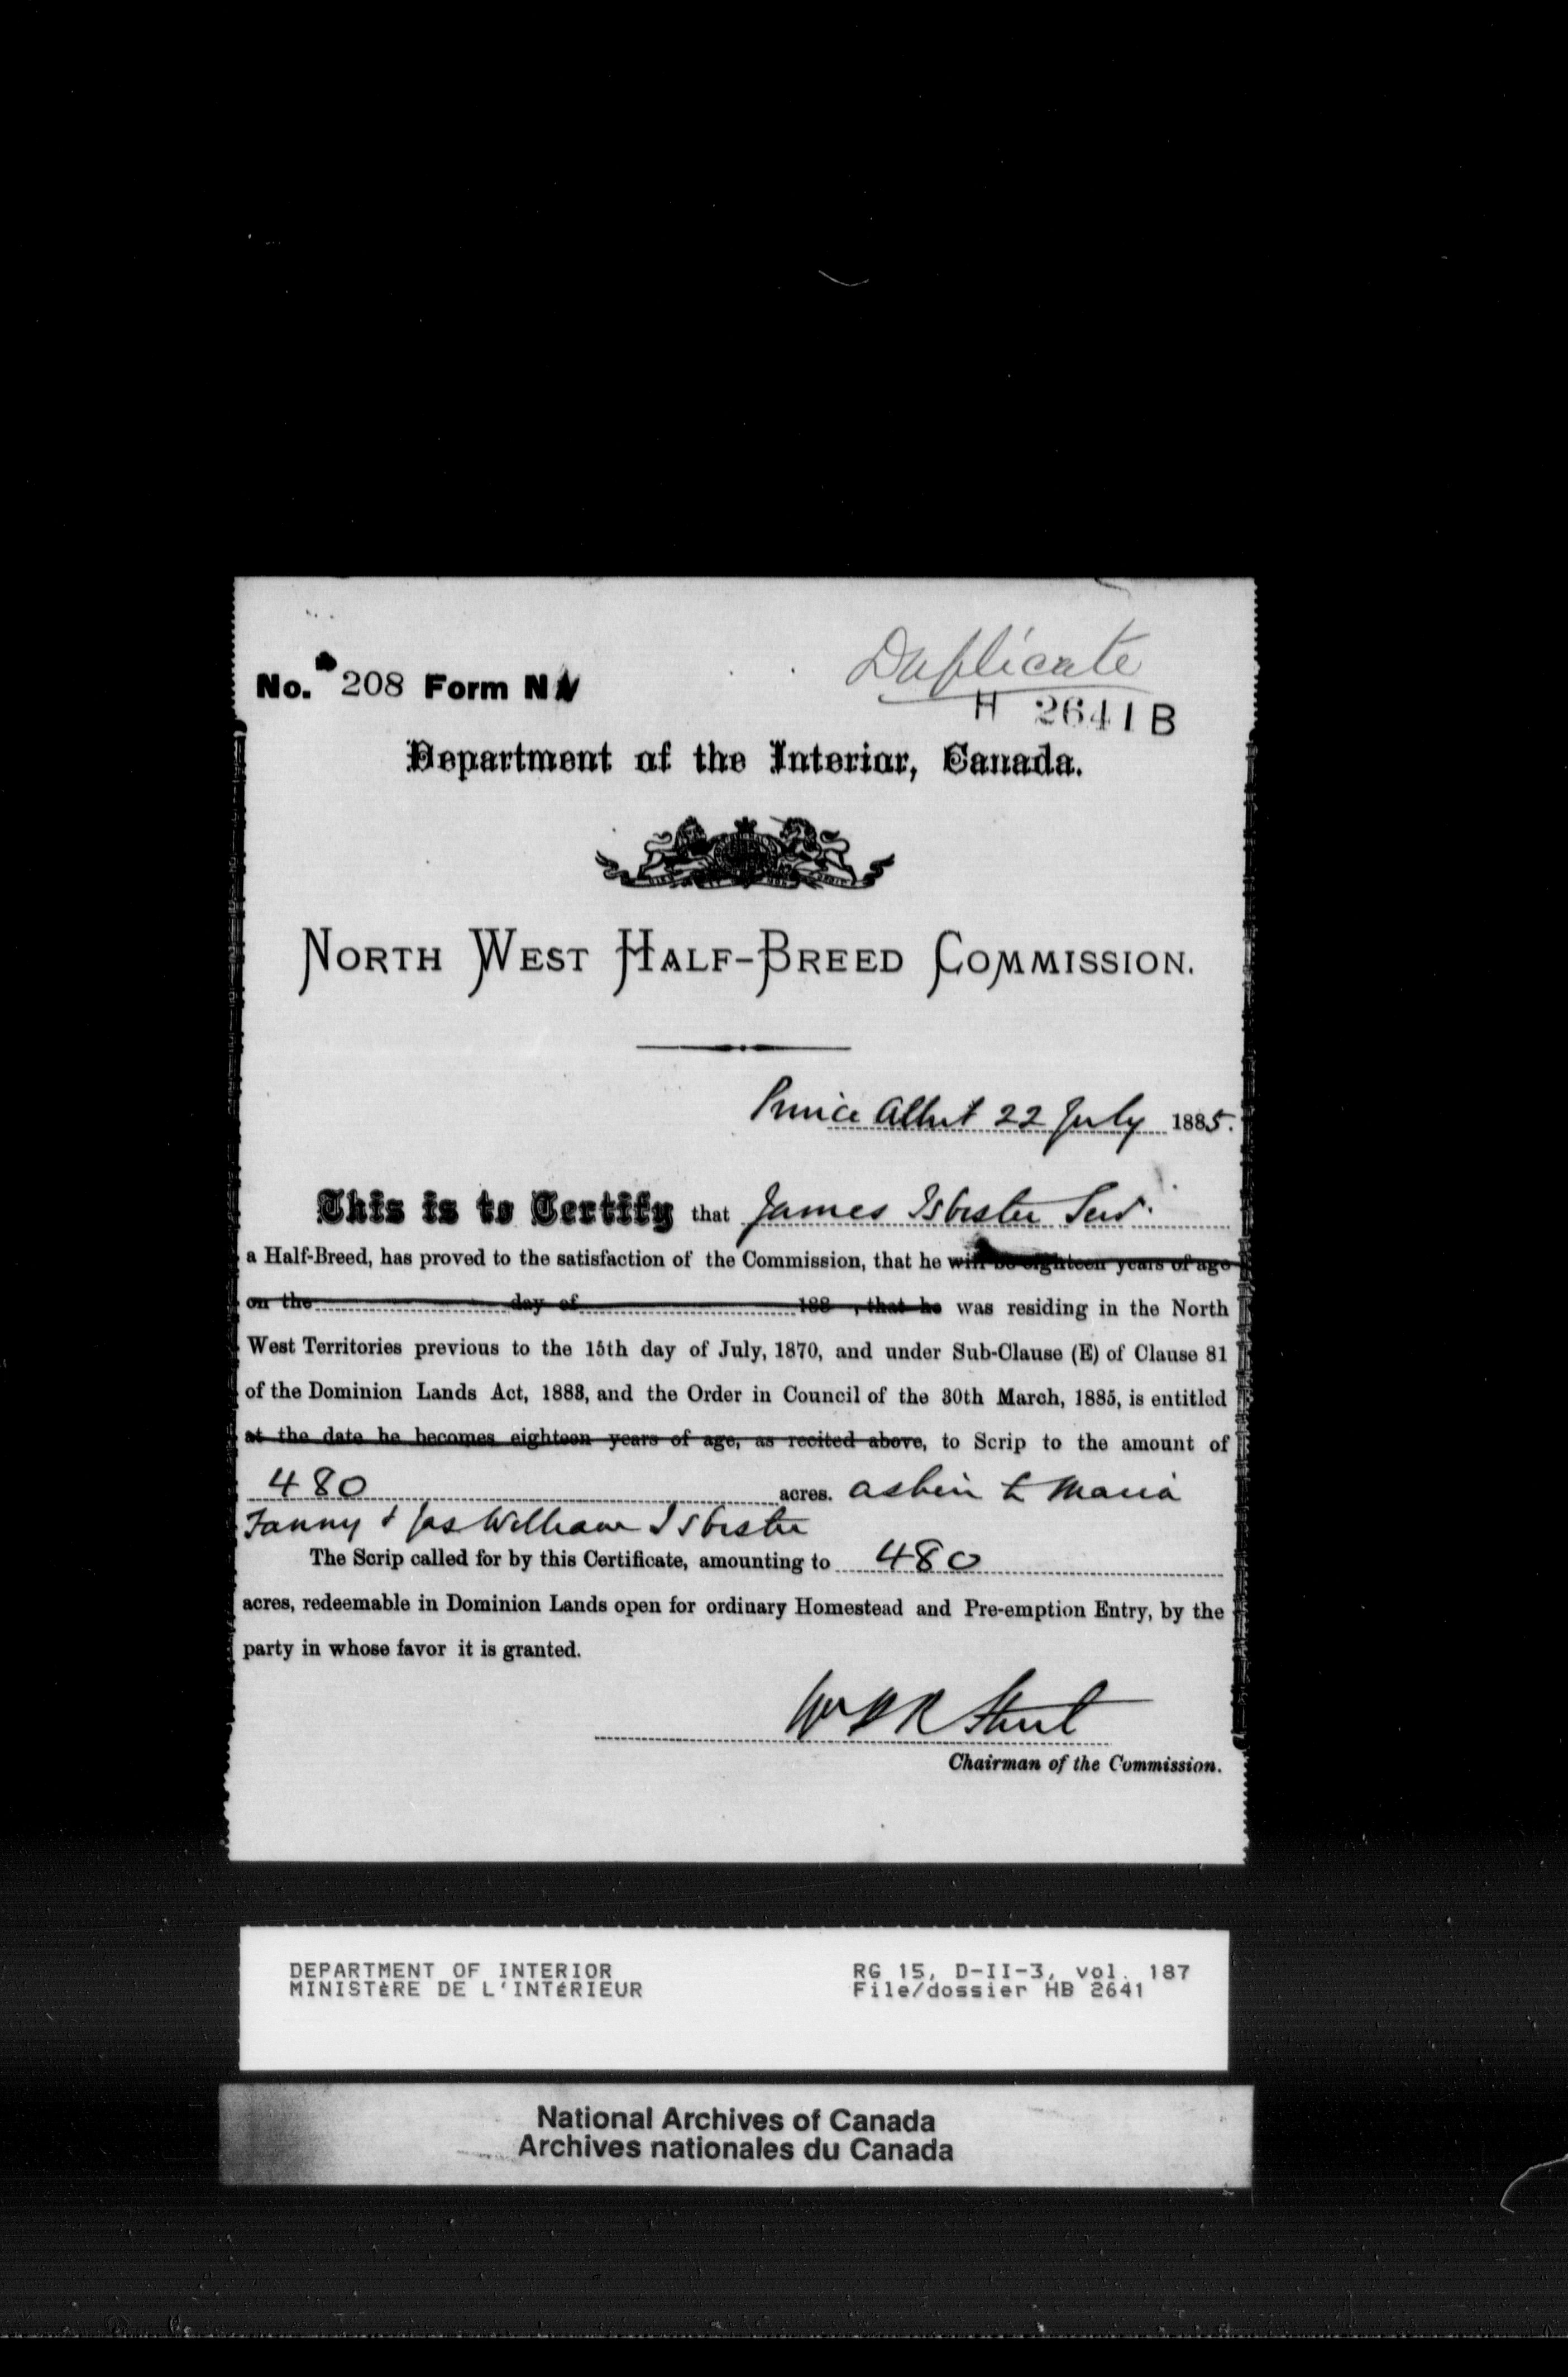 Duplicate
No. 208 Form N
H 2641 B
Department of the Interior, Canada.
NORTH WEST HALF-BREED COMMISSION.
Prince Albert 22 July 1885.
This is to Certify that James Isbister Senr.
a Half-Breed, has proved to the satisfaction of the Commission, that he will be eighteen years of age
on the day of 188 , that he was residing in the North
West Territories previous to the 15th day of July, 1870, and under Sub-Clause (E) of Clause 81
of the Dominion Lands Act, 1883, and the Order in Council of the 30th March, 1885, is entitled
at the date he becomes eighteen years of age, as recited above, to Scrip to the amount of
480 acres. as heir to Maria
Fanny & Jas William Isbister
The Scrip called for by this Certificate, amounting to 480
acres, redeemable in Dominion Lands open for ordinary Homestead and Pre-emption Entry, by the
party in whose favor it is granted.
Wm P R Street
Chairman of the Commission.
DEPARTMENT OF INTERIOR RG 15, D-II-3, vol. 187
MINISTÈRE DE L'INTÉRIEUR File/dossier HB 2641
National Archives of Canada
Archives nationales du Canada